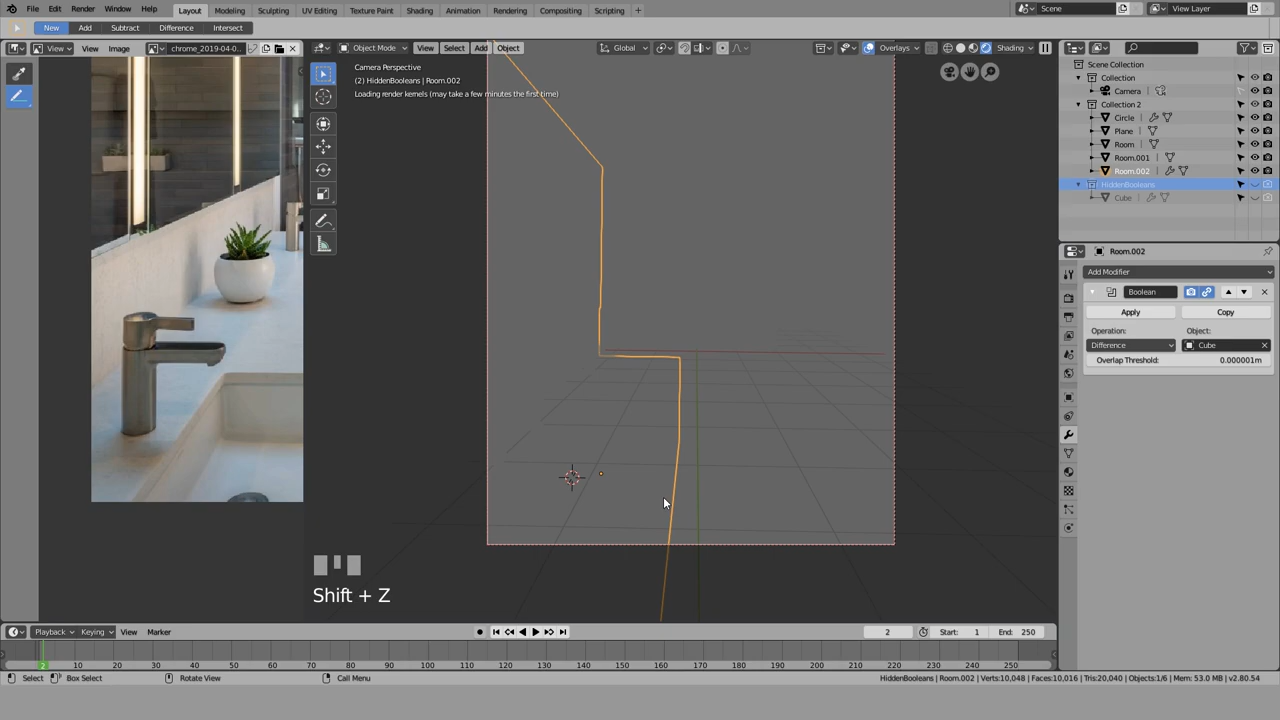 File Edit Render Window Help Layout Modeling Sculpting UV Editing Texture Paint Shading Animation Rendering Compositing Scripting + Scene View Layer
New Add Subtract Difference Intersect
View View Image chrome_2019-04-0... Object Mode View Select Add Object Global Overlays Shading
Camera Perspective
(2) HiddenBooleans | Room.002
Loading render kernels (may take a few minutes the first time)
Shift + Z
Scene Collection
Collection
Camera
Collection 2
Circle
Plane
Room
Room.001
Room.002
HiddenBooleans
Cube
Room.002
Add Modifier
Boolean
Apply Copy
Operation: Object:
Difference Cube
Overlap Threshold: 0.000001m
Playback Keying View Marker 2 Start: 1 End: 250
2 10 20 30 40 50 60 70 80 90 100 110 120 130 140 150 160 170 180 190 200 210 220 230 240 250
Select Box Select Rotate View Call Menu HiddenBooleans | Room.002 | Verts:10,048 | Faces:10,016 | Tris:20,040 | Objects:1/6 | Mem: 53.0 MB | v2.80.54